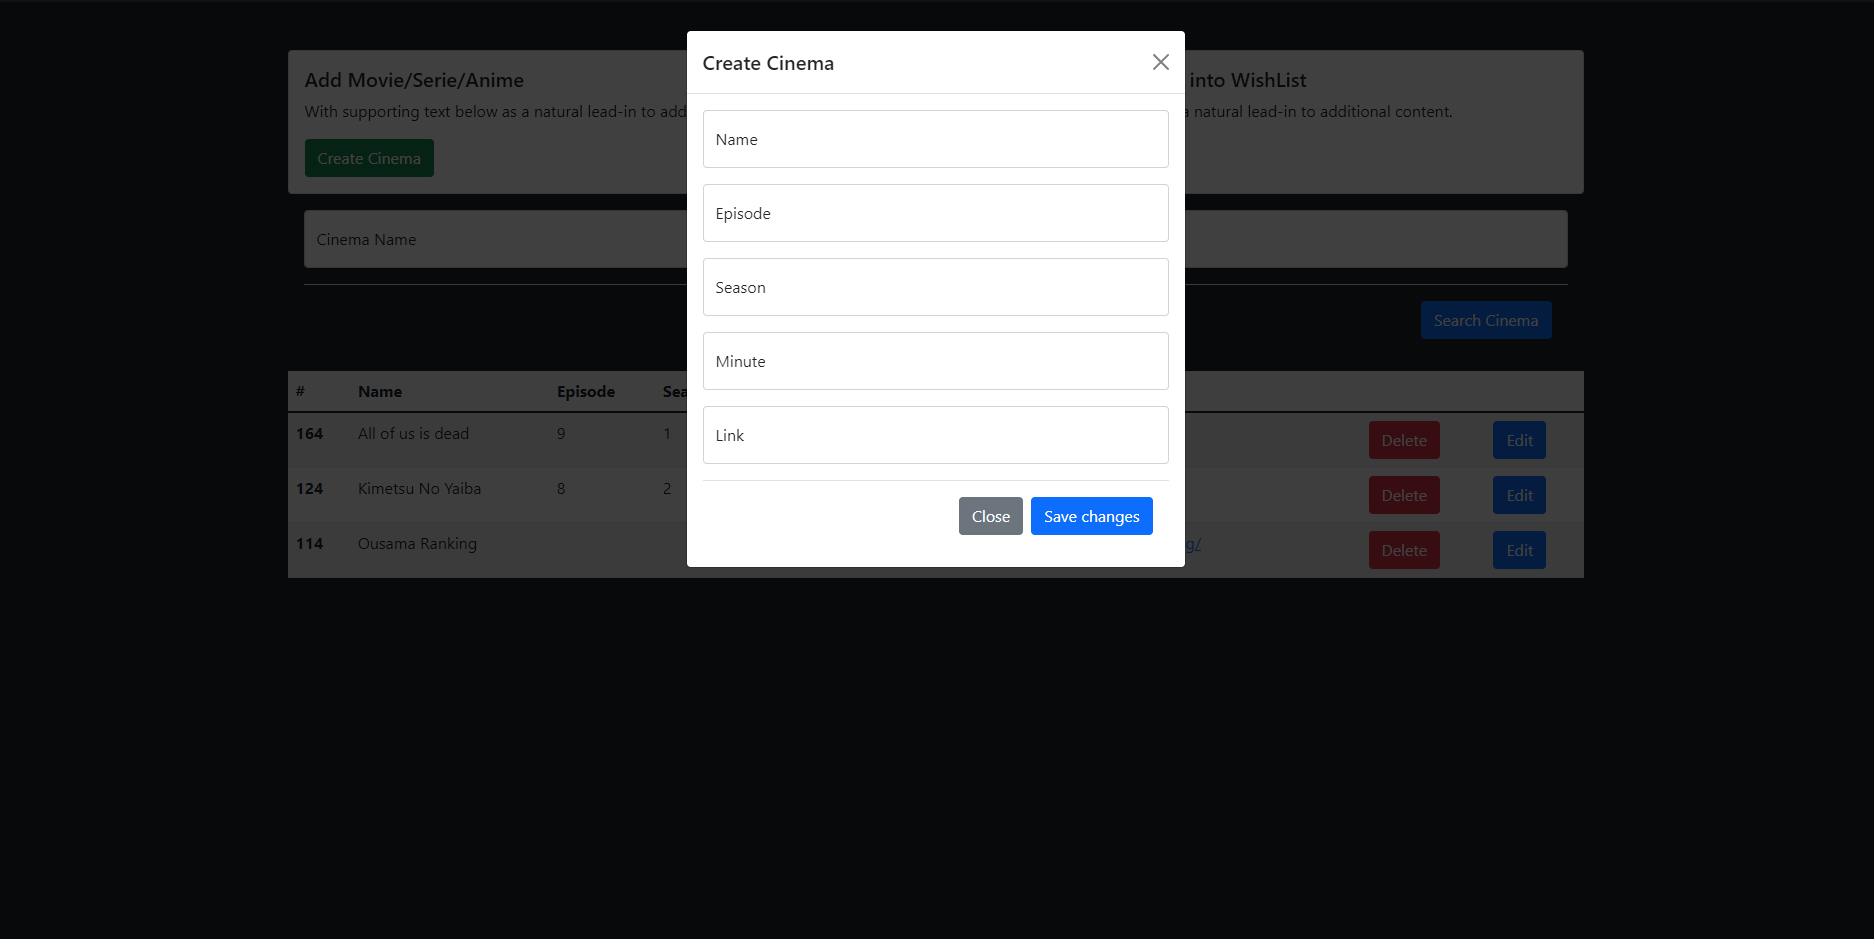 Create Cinema
Name
Episode
Season
Minute
Link
Close Save changes
Add Movie/Serie/Anime
With supporting text below as a natural lead-in to
Create Cinema
into WishList
natural lead-in to additional content.
Cinema Name
Search Cinema
# Name Episode
164 All of us is dead 9 1 Delete Edit
124 Kimetsu No Yaiba 8 2 Delete Edit
114 Ousama Ranking g/ Delete Edit